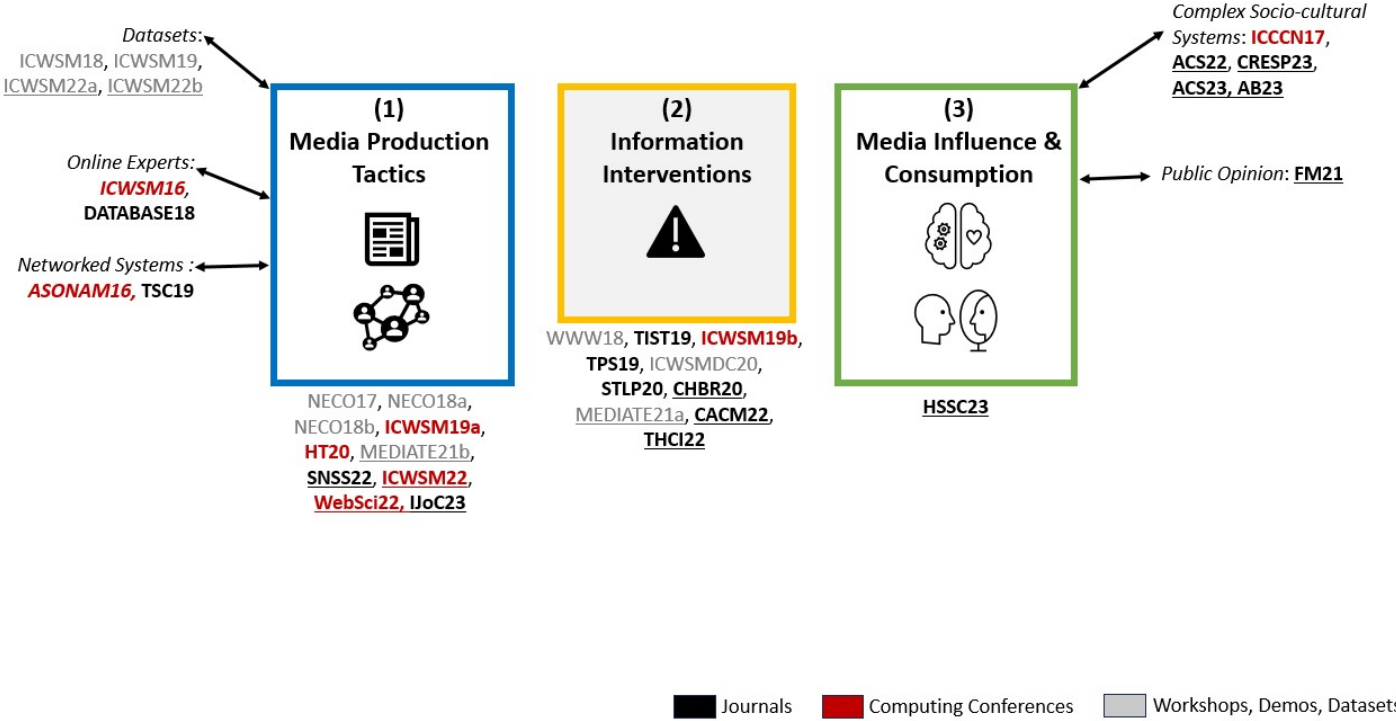 Datasets:
ICWSM18, ICWSM19,
ICWSM22a, ICWSM22b
Online Experts:
ICWSM16,
DATABASE18
Networked Systems :
ASONAM16, TSC19
(1)
Media Production
Tactics
NECO17, NECO18a,
NECO18b, ICWSM19a,
HT20, MEDIATE21b,
SNSS22, ICWSM22,
WebSci22, IJoC23
(2)
Information
Interventions
WWW18, TIST19, ICWSM19b,
TPS19, ICWSMDC20,
STLP20, CHBR20,
MEDIATE21a, CACM22,
THCI22
(3)
Media Influence &
Consumption
HSSC23
Complex Socio-cultural
Systems: ICCCN17,
ACS22, CRESP23,
ACS23, AB23
Public Opinion: FM21
Journals
Computing Conferences
Workshops, Demos, Datasets